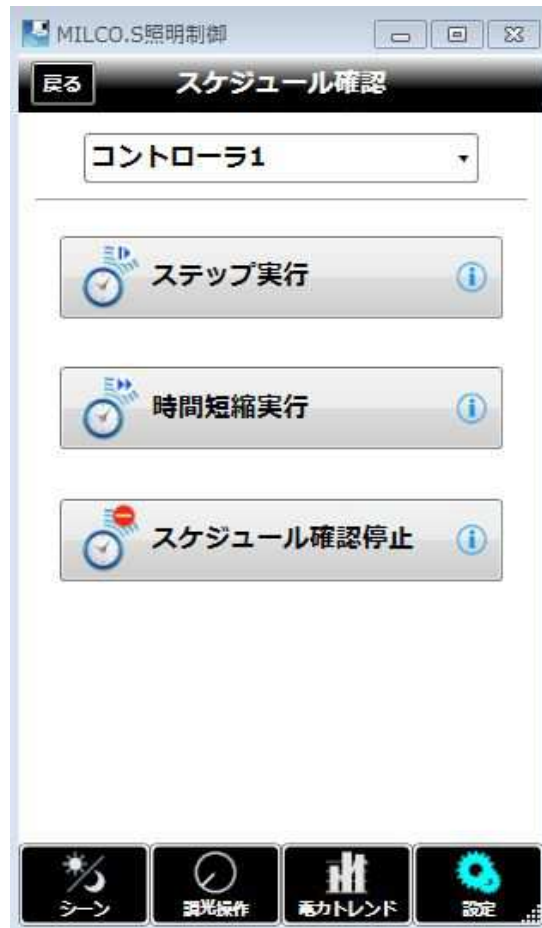 MILCO.S照明制御
戻る スケジュール確認
コントローラ1
ステップ実行
時間短縮実行
スケジュール確認停止
シーン 調光操作 電力トレンド 設定